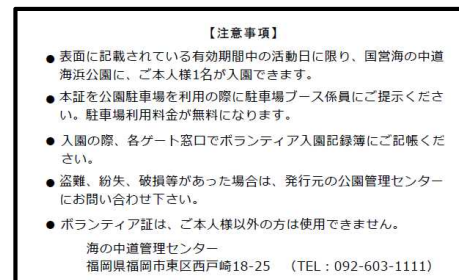 【注意事項】
● 表面に記載されている有効期間中の活動日に限り、国営海の中道
海浜公園に、ご本人様1名が入園できます。
● 本証を公園駐車場を利用の際に駐車場ブース係員にご提示くださ
い。駐車場利用料金が無料になります。
● 入園の際、各ゲート窓口でボランティア入園記録簿にご記帳くだ
さい。
● 盗難、紛失、破損等があった場合は、発行元の公園管理センター
にお問い合わせ下さい。
● ボランティア証は、ご本人様以外の方は使用できません。
海の中道管理センター
福岡県福岡市東区西戸崎18-25 （TEL：092-603-1111）